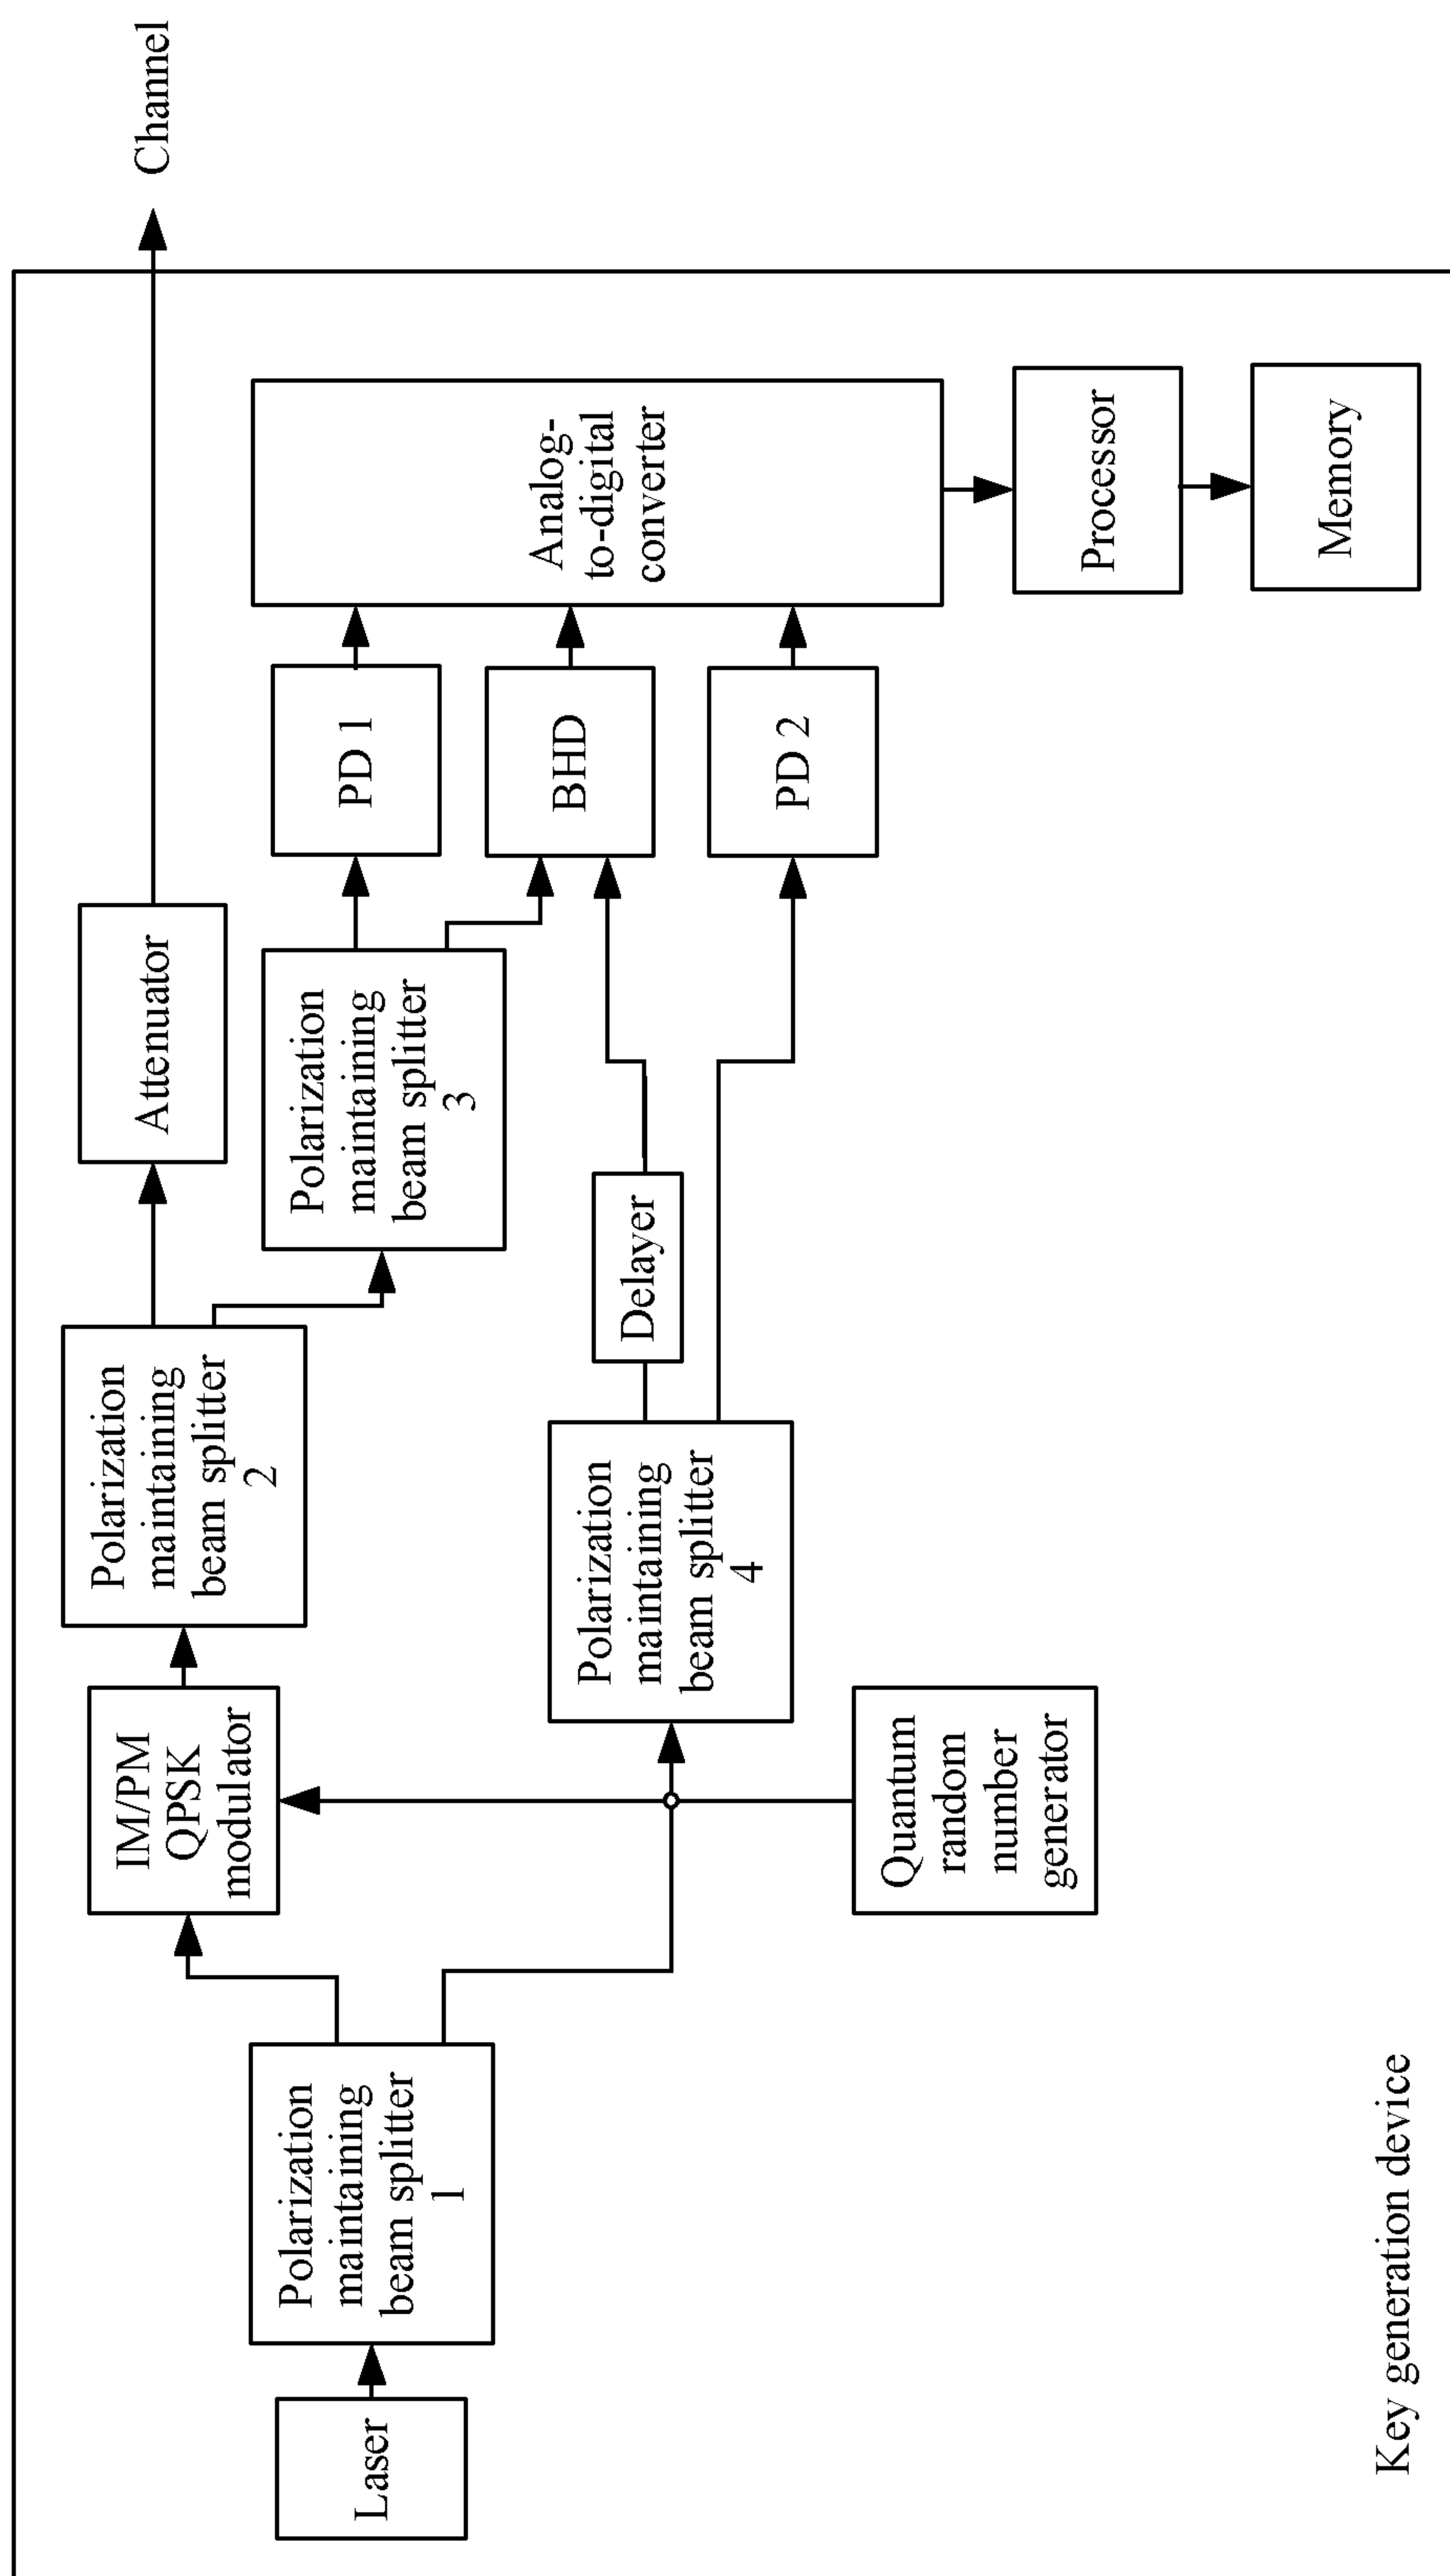 Laser
Polarization
maintaining
beam splitter
1
IM/PM
QPSK
modulator
Polarization
maintaining
beam splitter
2
Attenuator
Channel
Polarization
maintaining
beam splitter
3
PD 1
BHD
PD 2
Analog-
to-digital
converter
Processor
Memory
Delayer
Polarization
maintaining
beam splitter
4
Quantum
random
number
generator
Key generation device